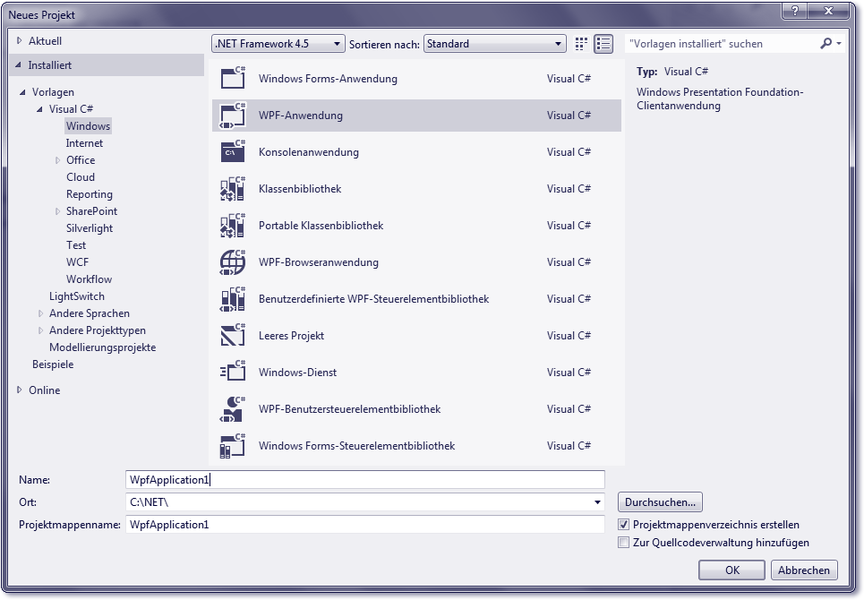 Neues Projekt
Aktuell
.NET Framework 4.5 Sortieren nach: Standard
"Vorlagen installiert" suchen
Installiert
Vorlagen
Visual C#
Windows
Internet
Office
Cloud
Reporting
SharePoint
Silverlight
Test
WCF
Workflow
LightSwitch
Andere Sprachen
Andere Projekttypen
Modellierungsprojekte
Beispiele
Online
Windows Forms-Anwendung Visual C#
WPF-Anwendung Visual C#
Konsolenanwendung Visual C#
Klassenbibliothek Visual C#
Portable Klassenbibliothek Visual C#
WPF-Browseranwendung Visual C#
Benutzerdefinierte WPF-Steuerelementbibliothek Visual C#
Leeres Projekt Visual C#
Windows-Dienst Visual C#
WPF-Benutzersteuerelementbibliothek Visual C#
Windows Forms-Steuerelementbibliothek Visual C#
Typ: Visual C#
Windows Presentation Foundation-
Clientanwendung
Name: WpfApplication1
Ort: C:\NET\ Durchsuchen...
Projektmappenname: WpfApplication1
Projektmappenverzeichnis erstellen
Zur Quellcodeverwaltung hinzufügen
OK Abbrechen